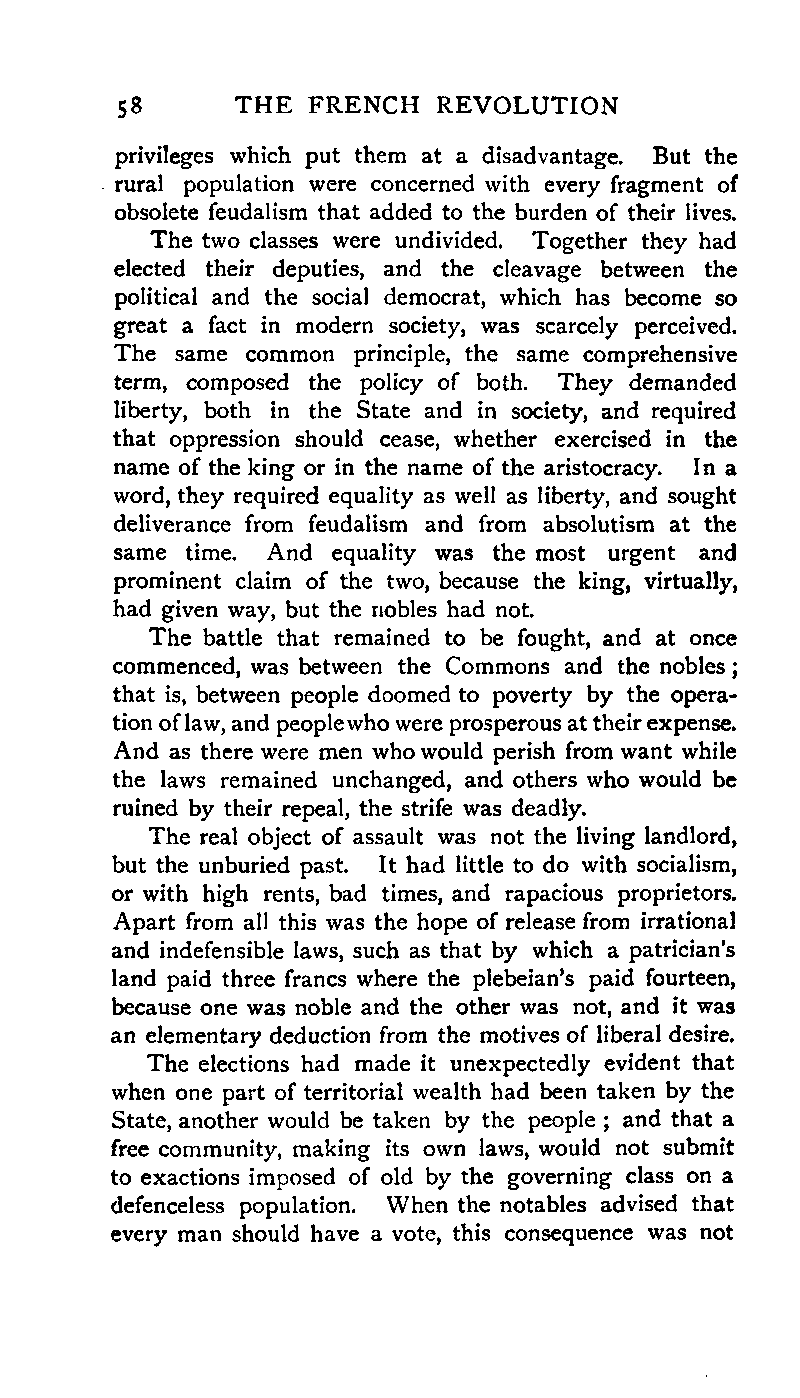 58 THE FRENCH REVOLUTION
privileges which put them at a disadvantage. But the
rural population were concerned with every fragment of
obsolete feudalism that added to the burden of their lives.
The two classes were undivided. Together they had
elected their deputies, and the cleavage between the
political and the social democrat, which has become so
great a fact in modern society, was scarcely perceived.
The same common principle, the same comprehensive
term, composed the policy of both. They demanded
liberty, both in the State and in society, and required
that oppression should cease, whether exercised in the
name of the king or in the name of the aristocracy. In a
word, they required equality as well as liberty, and sought
deliverance from feudalism and from absolutism at the
same time. And equality was the most urgent and
prominent claim of the two, because the king, virtually,
had given way, but the nobles had not.
The battle that remained to be fought, and at once
commenced, was between the Commons and the nobles ;
that is, between people doomed to poverty by the opera-
tion of law, and people who were prosperous at their expense.
And as there were men who would perish from want while
the laws remained unchanged, and others who would be
ruined by their repeal, the strife was deadly.
The real object of assault was not the living landlord,
but the unburied past. It had little to do with socialism,
or with high rents, bad times, and rapacious proprietors.
Apart from all this was the hope of release from irrational
and indefensible laws, such as that by which a patrician's
land paid three francs where the plebeian's paid fourteen,
because one was noble and the other was not, and it was
an elementary deduction from the motives of liberal desire.
The elections had made it unexpectedly evident that
when one part of territorial wealth had been taken by the
State, another would be taken by the people ; and that a
free community, making its own laws, would not submit
to exactions imposed of old by the governing class on a
defenceless population. When the notables advised that
every man should have a vote, this consequence was not